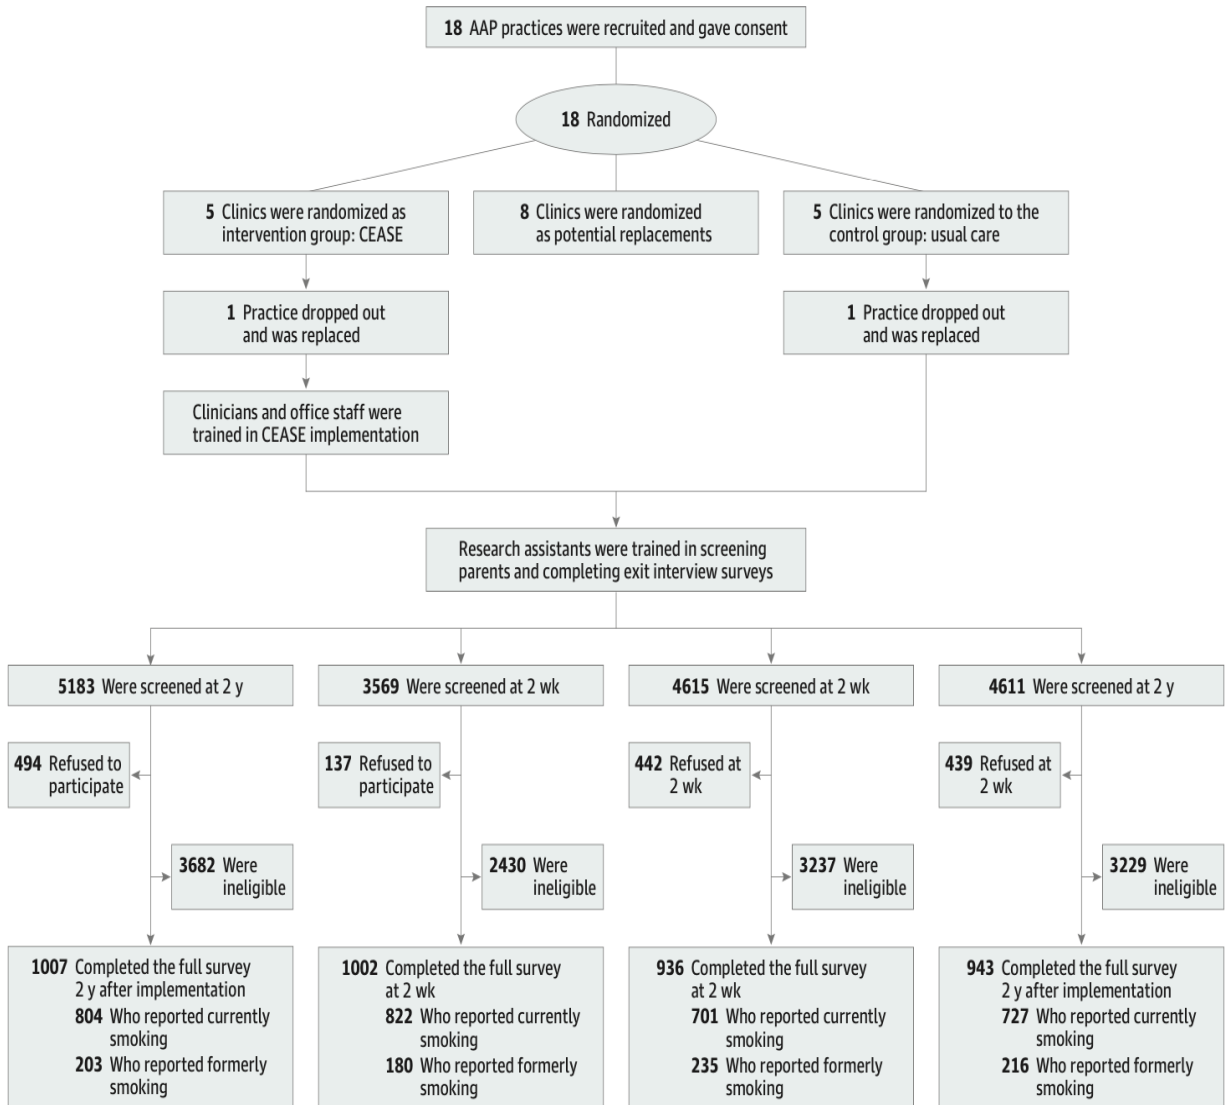 18 AAP practices were recruited and gave consent
18 Randomized
5 Clinics were randomized as
intervention group: CEASE
8 Clinics were randomized
as potential replacements
5 Clinics were randomized to the
control group: usual care
1 Practice dropped out
and was replaced
1 Practice dropped out
and was replaced
Clinicians and office staff were
trained in CEASE implementation
Research assistants were trained in screening
parents and completing exit interview surveys
5183 Were screened at 2 y
3569 Were screened at 2 wk
4615 Were screened at 2 wk
4611 Were screened at 2 y
494 Refused to
participate
137 Refused to
participate
442 Refused at
2 wk
439 Refused at
2 wk
3682 Were
ineligible
2430 Were
ineligible
3237 Were
ineligible
3229 Were
ineligible
1007 Completed the full survey
2 y after implementation
804 Who reported currently
smoking
203 Who reported formerly
smoking
1002 Completed the full survey
at 2 wk
822 Who reported currently
smoking
180 Who reported formerly
smoking
936 Completed the full survey
at 2 wk
701 Who reported currently
smoking
235 Who reported formerly
smoking
943 Completed the full survey
2 y after implementation
727 Who reported currently
smoking
216 Who reported formerly
smoking